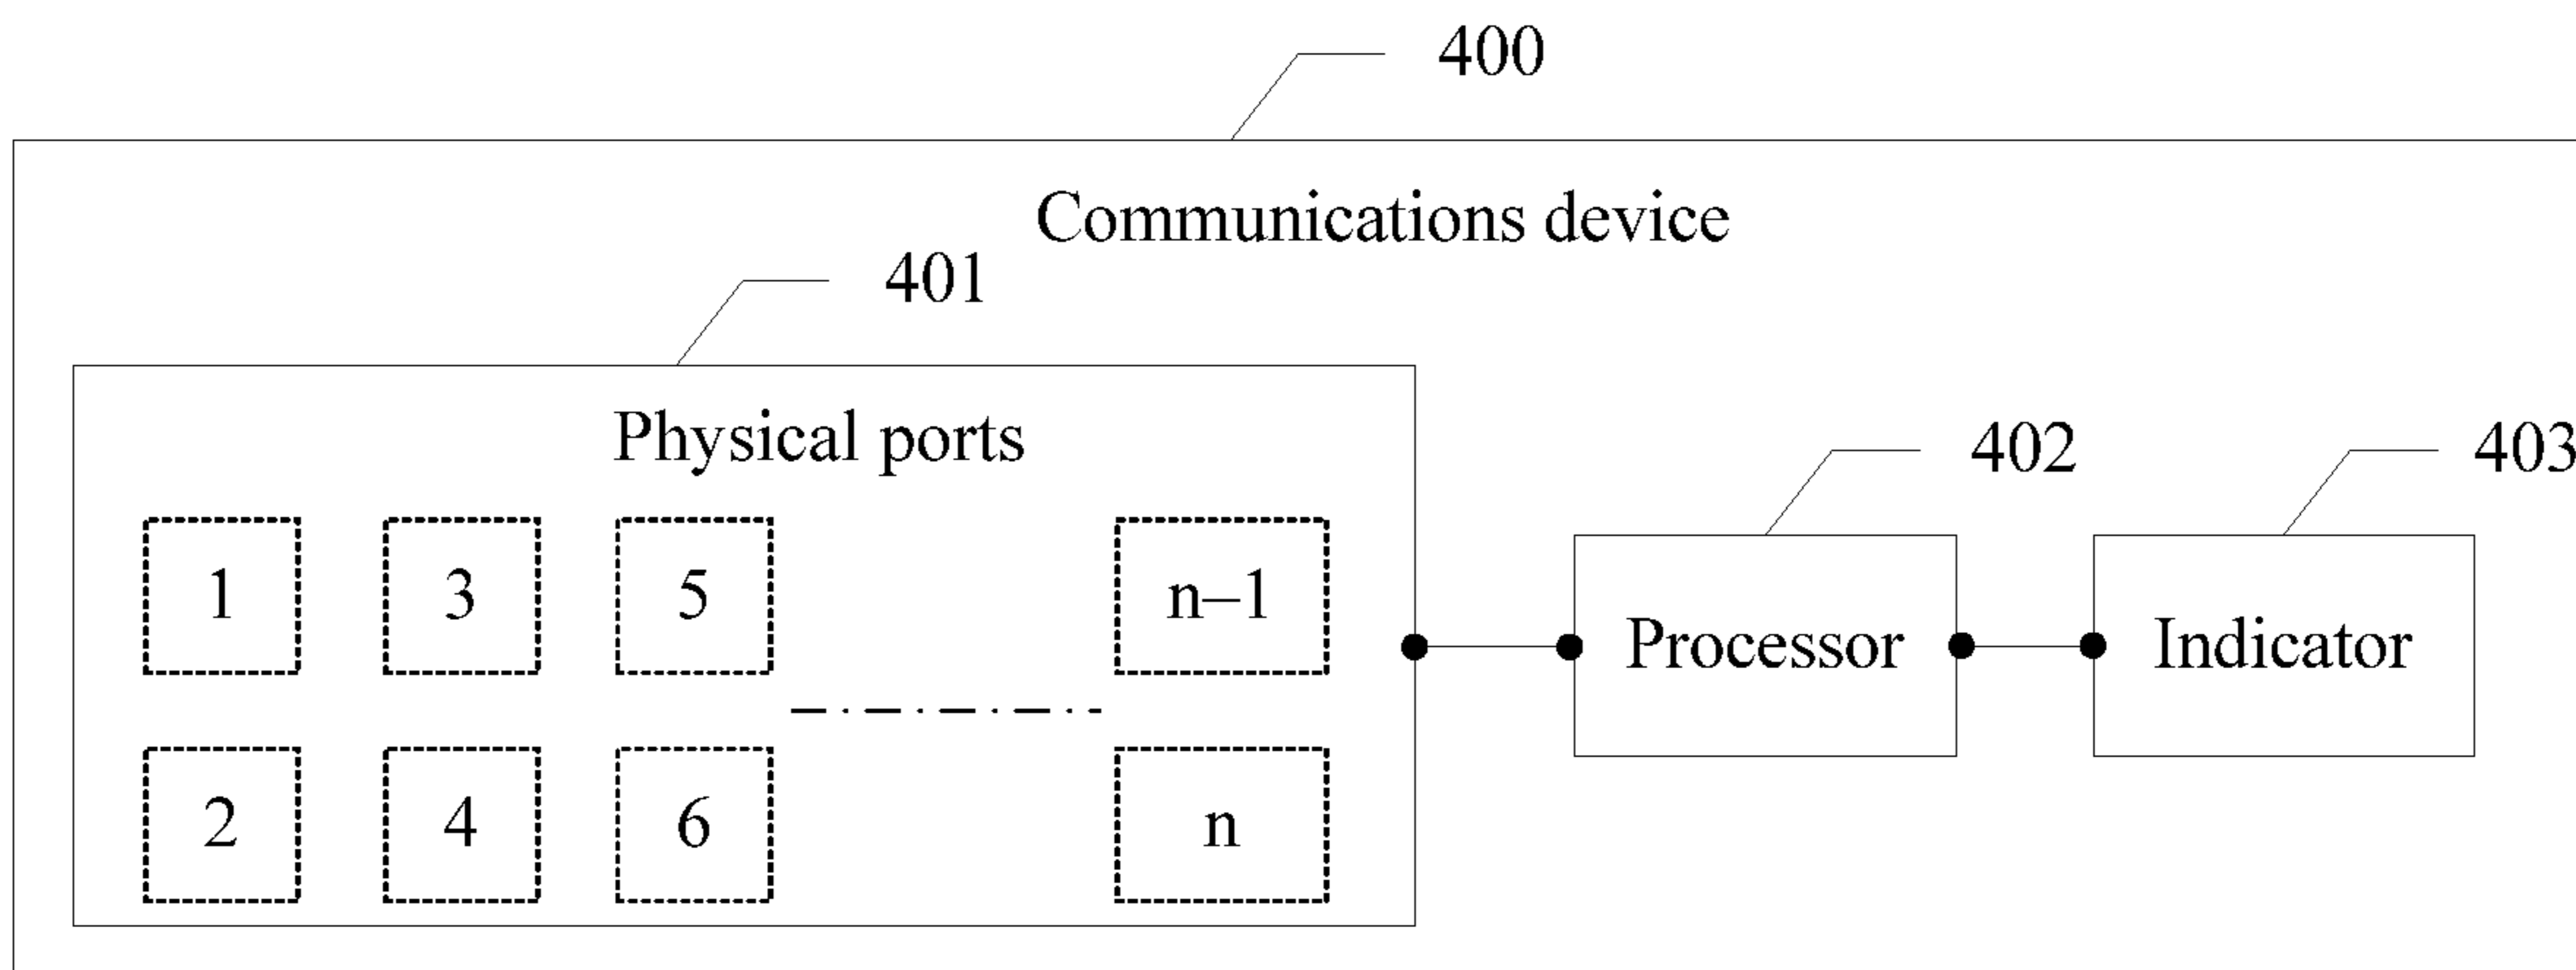 400
Communications device
401
Physical ports
402
403
1 3 5 n–1
Processor
Indicator
2 4 6 n